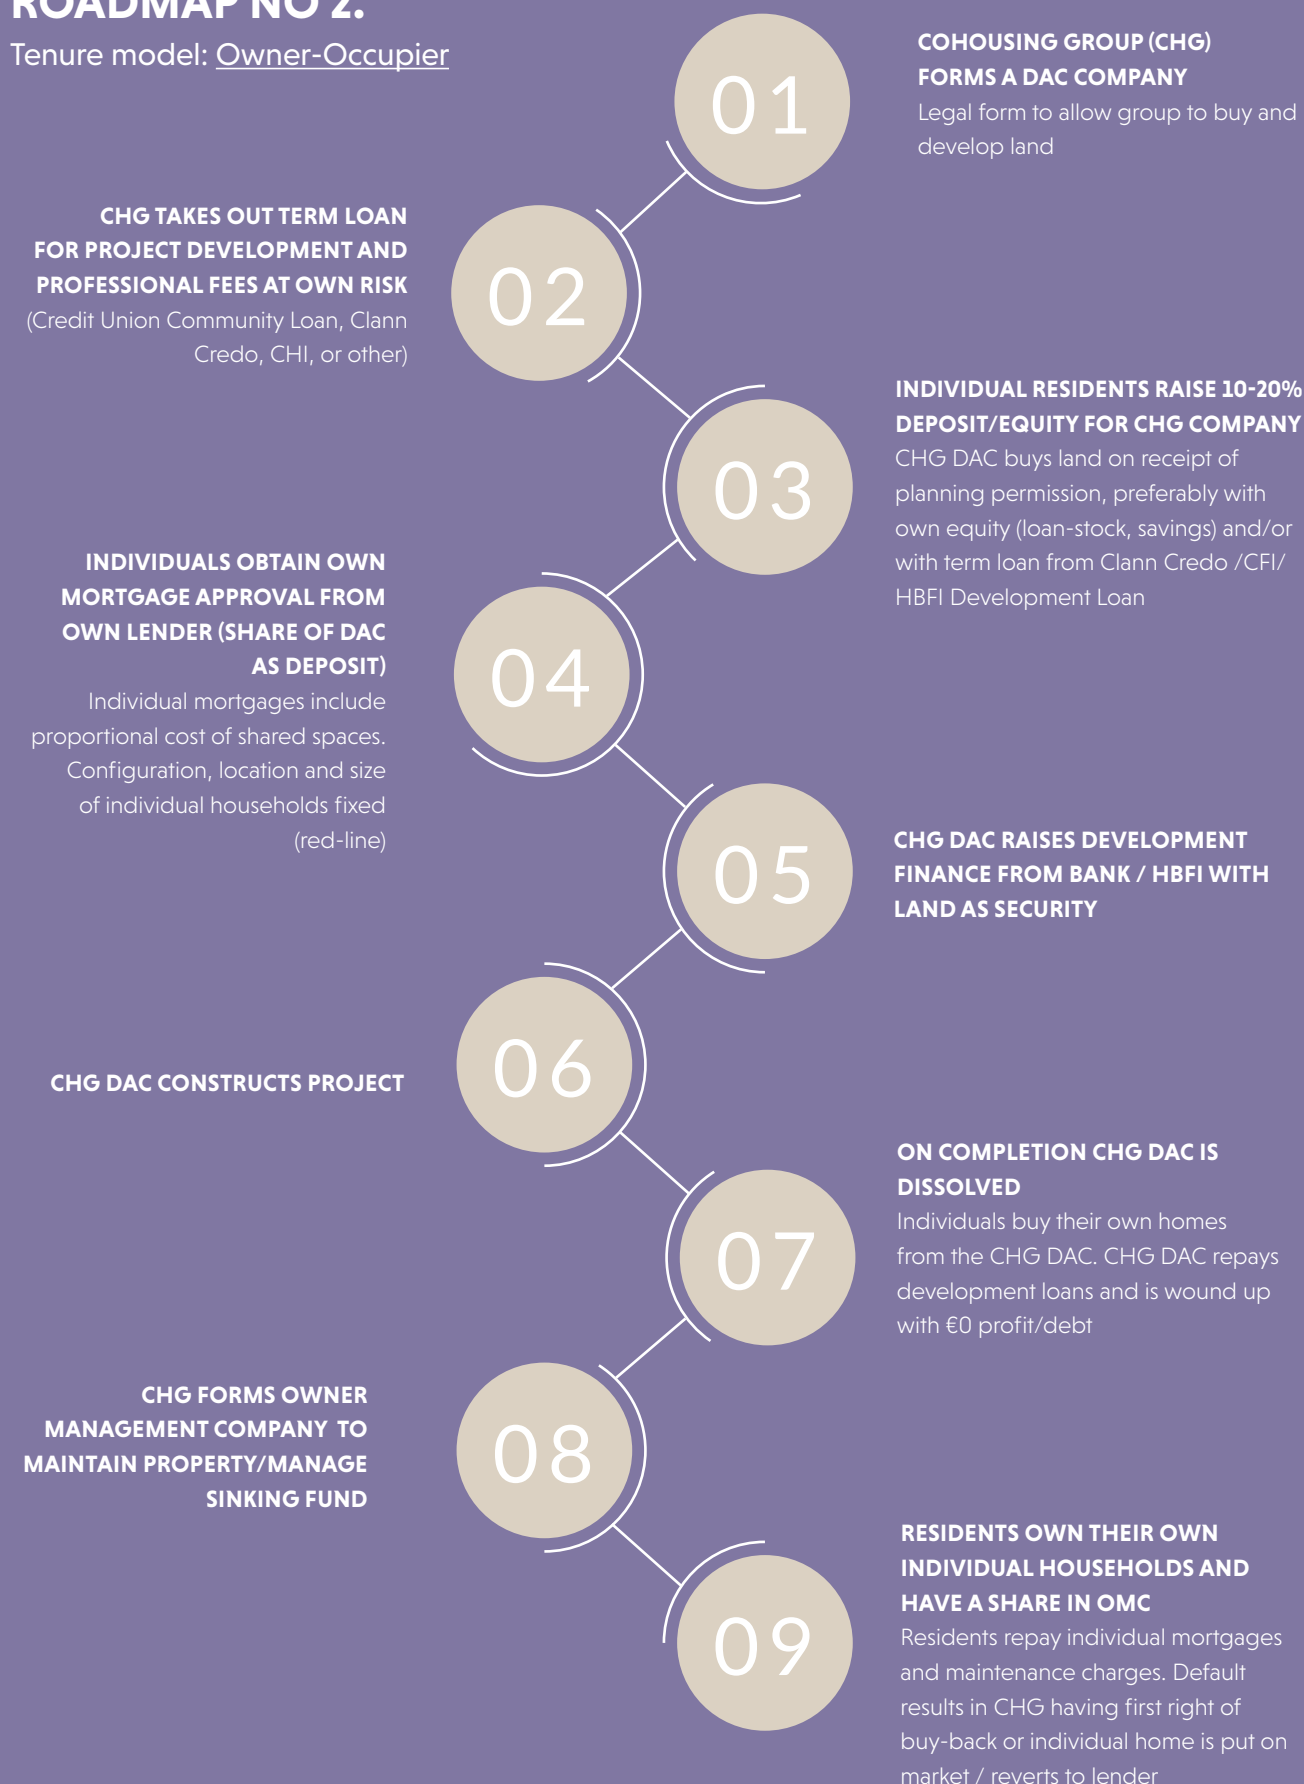 ROADMAP NO 2.
Tenure model: Owner-Occupier
01
COHOUSING GROUP (CHG)
FORMS A DAC COMPANY
Legal form to allow group to buy and
develop land
CHG TAKES OUT TERM LOAN
FOR PROJECT DEVELOPMENT AND
PROFESSIONAL FEES AT OWN RISK
(Credit Union Community Loan, Clann
Credo, CHI, or other)
02
03
INDIVIDUAL RESIDENTS RAISE 10-20%
DEPOSIT/EQUITY FOR CHG COMPANY
CHG DAC buys land on receipt of
planning permission, preferably with
own equity (loan-stock, savings) and/or
with term loan from Clann Credo /CFI/
HBFI Development Loan
INDIVIDUALS OBTAIN OWN
MORTGAGE APPROVAL FROM
OWN LENDER (SHARE OF DAC
AS DEPOSIT)
Individual mortgages include
proportional cost of shared spaces.
Configuration, location and size
of individual households fixed
(red-line)
04
05
CHG DAC RAISES DEVELOPMENT
FINANCE FROM BANK / HBFI WITH
LAND AS SECURITY
CHG DAC CONSTRUCTS PROJECT
06
07
ON COMPLETION CHG DAC IS
DISSOLVED
Individuals buy their own homes
from the CHG DAC. CHG DAC repays
development loans and is wound up
with €0 profit/debt
CHG FORMS OWNER
MANAGEMENT COMPANY TO
MAINTAIN PROPERTY/MANAGE
SINKING FUND
08
09
RESIDENTS OWN THEIR OWN
INDIVIDUAL HOUSEHOLDS AND
HAVE A SHARE IN OMC
Residents repay individual mortgages
and maintenance charges. Default
results in CHG having first right of
buy-back or individual home is put on
market / reverts to lender